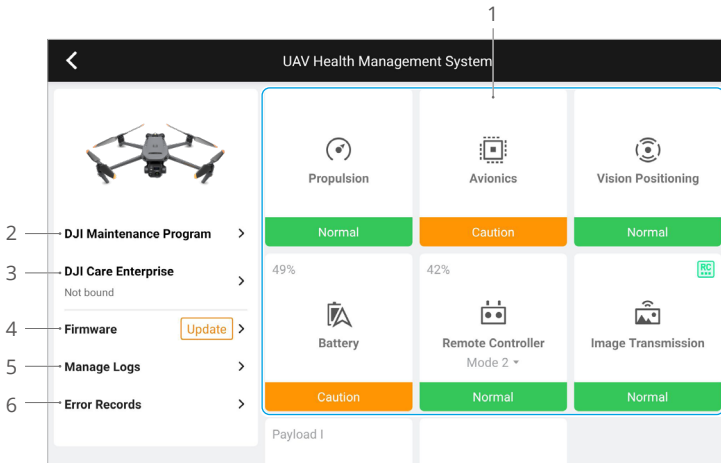 1
UAV Health Management System
Propulsion
Normal
Avionics
Caution
Vision Positioning
Normal
2
DJI Maintenance Program
3
DJI Care Enterprise
Not bound
4
Firmware
Update
5
Manage Logs
6
Error Records
49%
Battery
Caution
42%
Remote Controller
Mode 2
Normal
RC
Image Transmission
Normal
Payload I